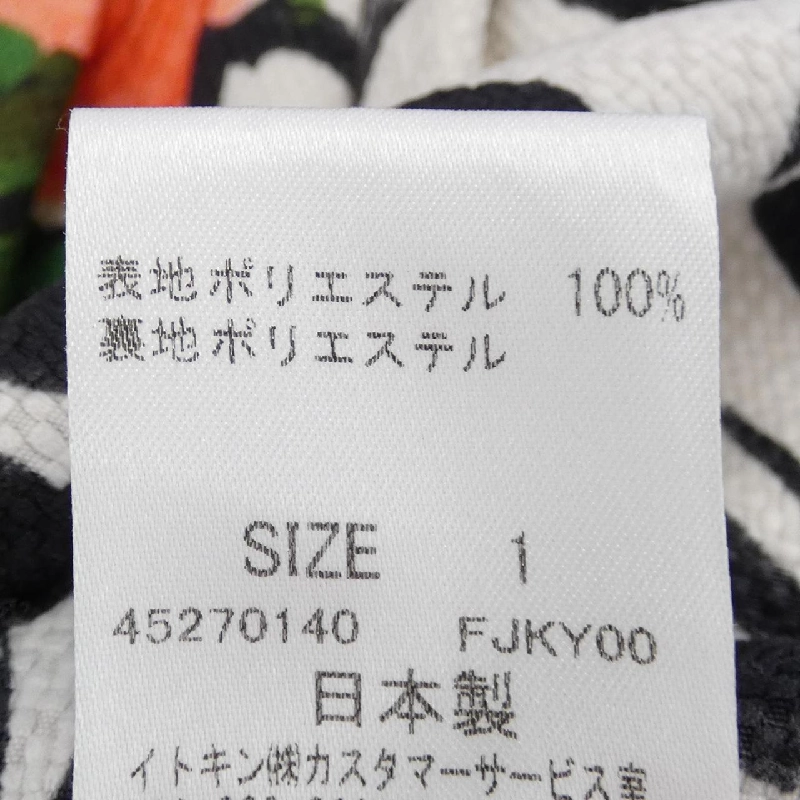 表地ポリエステル 100%
裏地ポリエステル
SIZE 1
45270140 FJKY00
日本製
イトキン㈱カスタマーサービス室